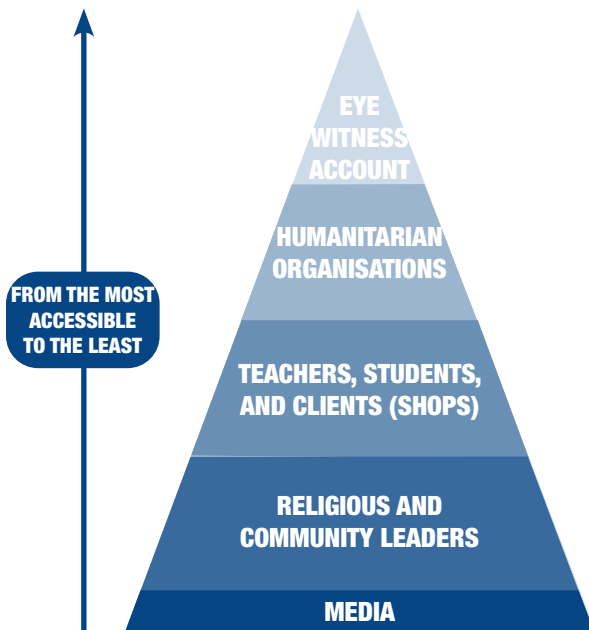 EYE
WITNESS
ACCOUNT
HUMANITARIAN
ORGANISATIONS
FROM THE MOST
ACCESSIBLE
TO THE LEAST
TEACHERS, STUDENTS,
AND CLIENTS (SHOPS)
RELIGIOUS AND
COMMUNITY LEADERS
MEDIA